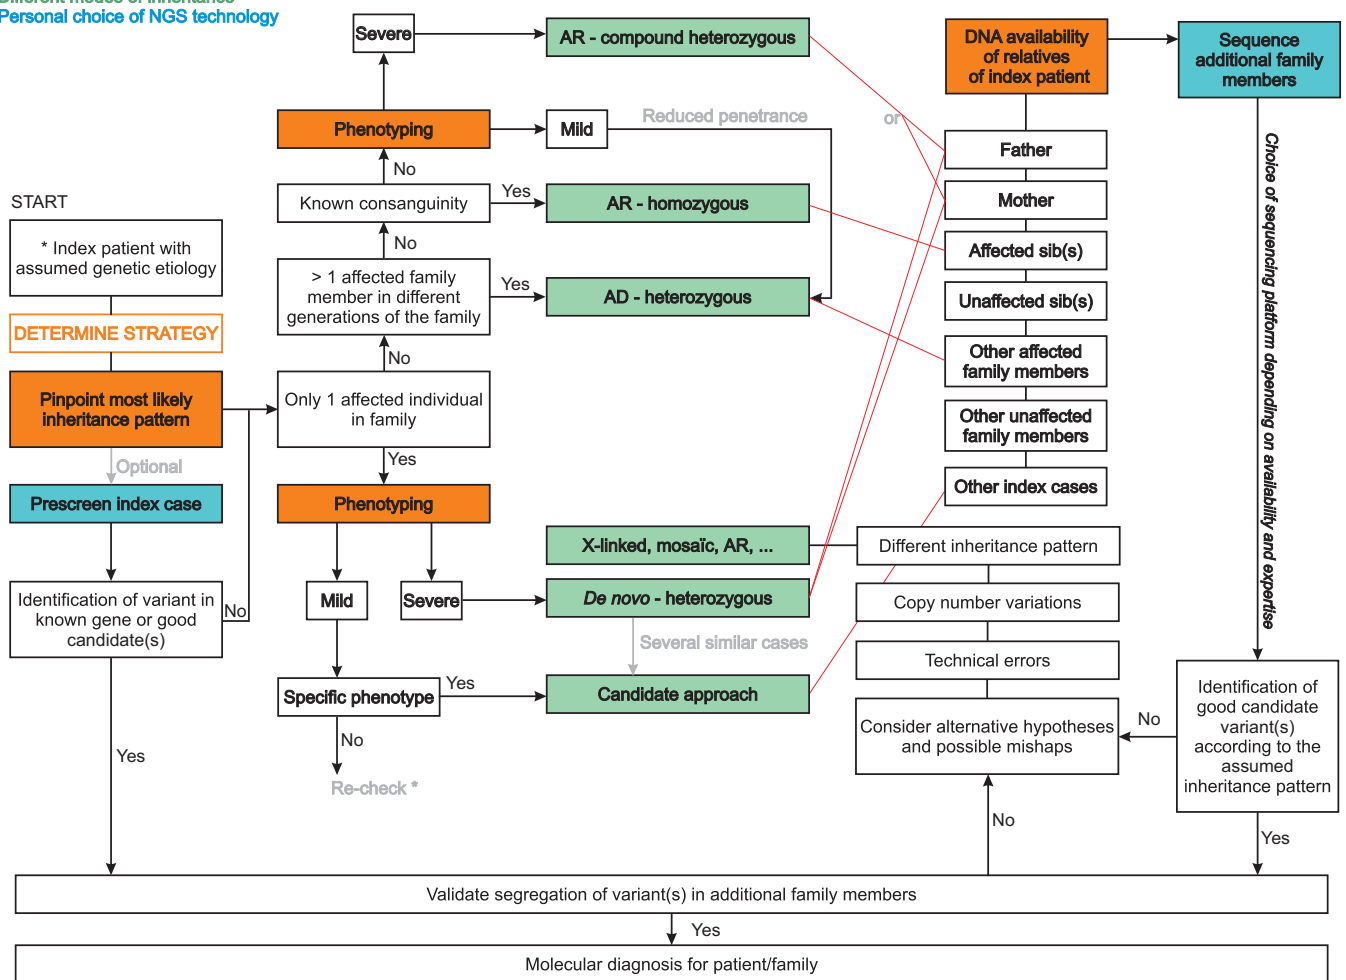 Different modes of inheritance
Personal choice of NGS technology
START
* Index patient with
assumed genetic etiology
DETERMINE STRATEGY
Pinpoint most likely
inheritance pattern
Optional
Prescreen index case
Identification of variant in
known gene or good
candidate(s)
No
Yes
Severe
Phenotyping
Mild
Reduced penetrance
No
Known consanguinity
Yes
No
> 1 affected family
member in different
generations of the family
Yes
No
Only 1 affected individual
in family
Yes
Phenotyping
Mild
Severe
Specific phenotype
Yes
No
Re-check *
AR - compound heterozygous
AR - homozygous
AD - heterozygous
X-linked, mosaïc, AR, ...
De novo - heterozygous
Several similar cases
Candidate approach
DNA availability
of relatives
of index patient
or
Father
Mother
Affected sib(s)
Unaffected sib(s)
Other affected
family members
Other unaffected
family members
Other index cases
Different inheritance pattern
Copy number variations
Technical errors
Consider alternative hypotheses
and possible mishaps
No
No
Sequence
additional family
members
Choice of sequencing platform depending on availability and expertise
Identification of
good candidate
variant(s)
according to the
assumed
inheritance pattern
Yes
Validate segregation of variant(s) in additional family members
Yes
Molecular diagnosis for patient/family